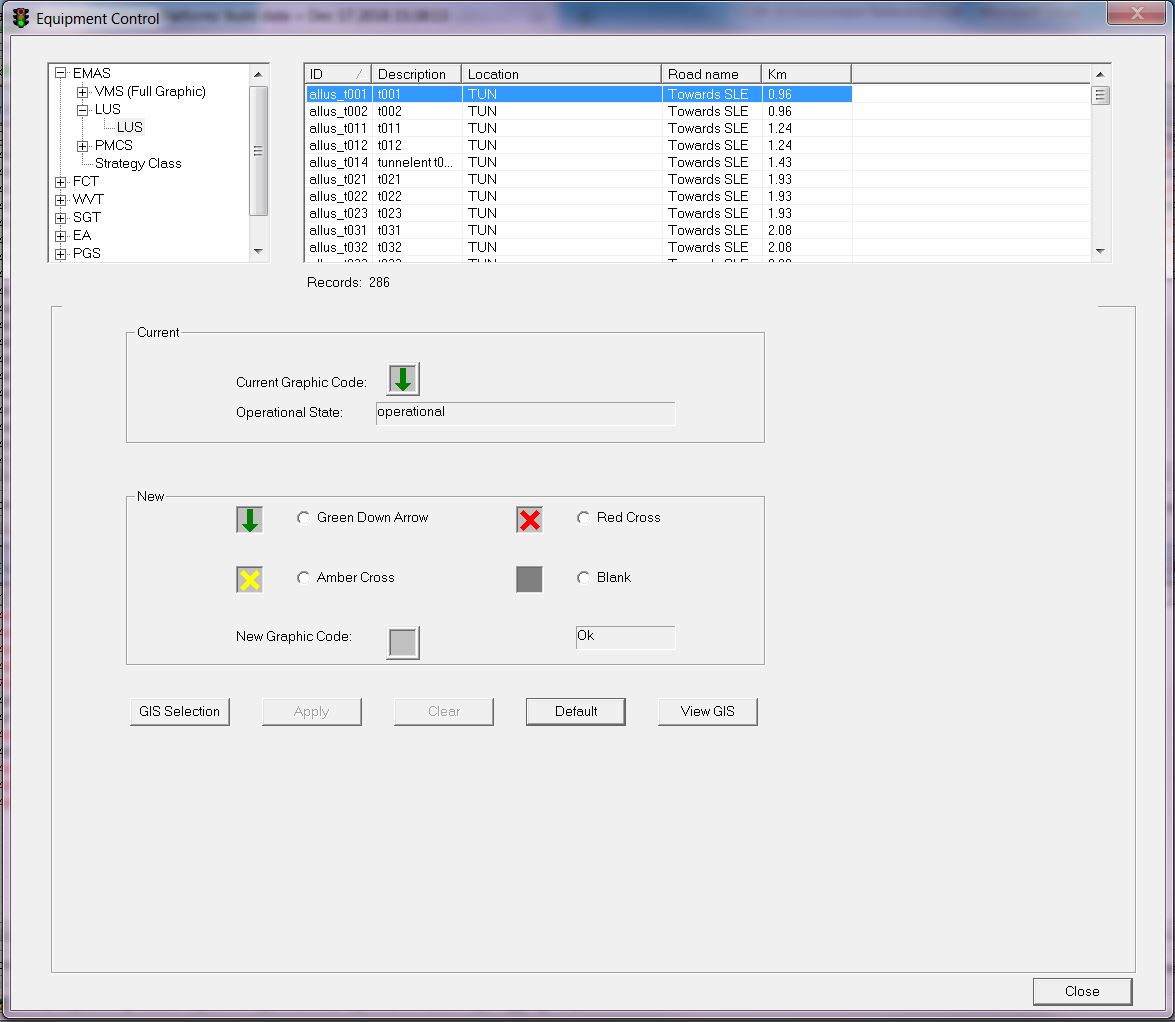 Equipment Control
EMAS
VMS (Full Graphic)
LUS
LUS
PMCS
Strategy Class
FCT
WVT
SGT
EA
PGS
ID Description Location Road name Km
allus_t001 t001 TUN Towards SLE 0.96
allus_t002 t002 TUN Towards SLE 0.96
allus_t011 t011 TUN Towards SLE 1.24
allus_t012 t012 TUN Towards SLE 1.24
allus_t014 tunnelent t0... TUN Towards SLE 1.43
allus_t021 t021 TUN Towards SLE 1.93
allus_t022 t022 TUN Towards SLE 1.93
allus_t023 t023 TUN Towards SLE 1.93
allus_t031 t031 TUN Towards SLE 2.08
allus_t032 t032 TUN Towards SLE 2.08
Records: 286
Current
Current Graphic Code:
Operational State: operational
New
Green Down Arrow Red Cross
Amber Cross Blank
New Graphic Code: Ok
GIS Selection Apply Clear Default View GIS
Close